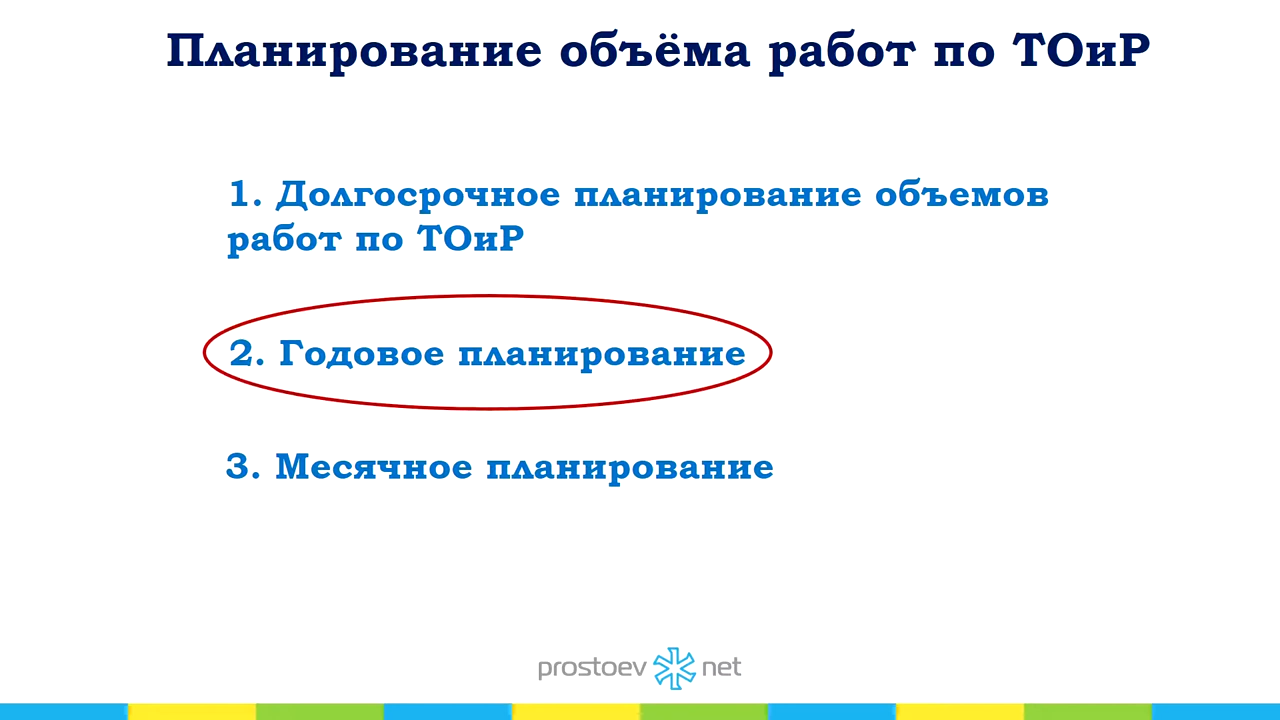 Планирование объёма работ по ТОиР
1. Долгосрочное планирование объемов
работ по ТОиР
2. Годовое планирование
3. Месячное планирование
prostoev net